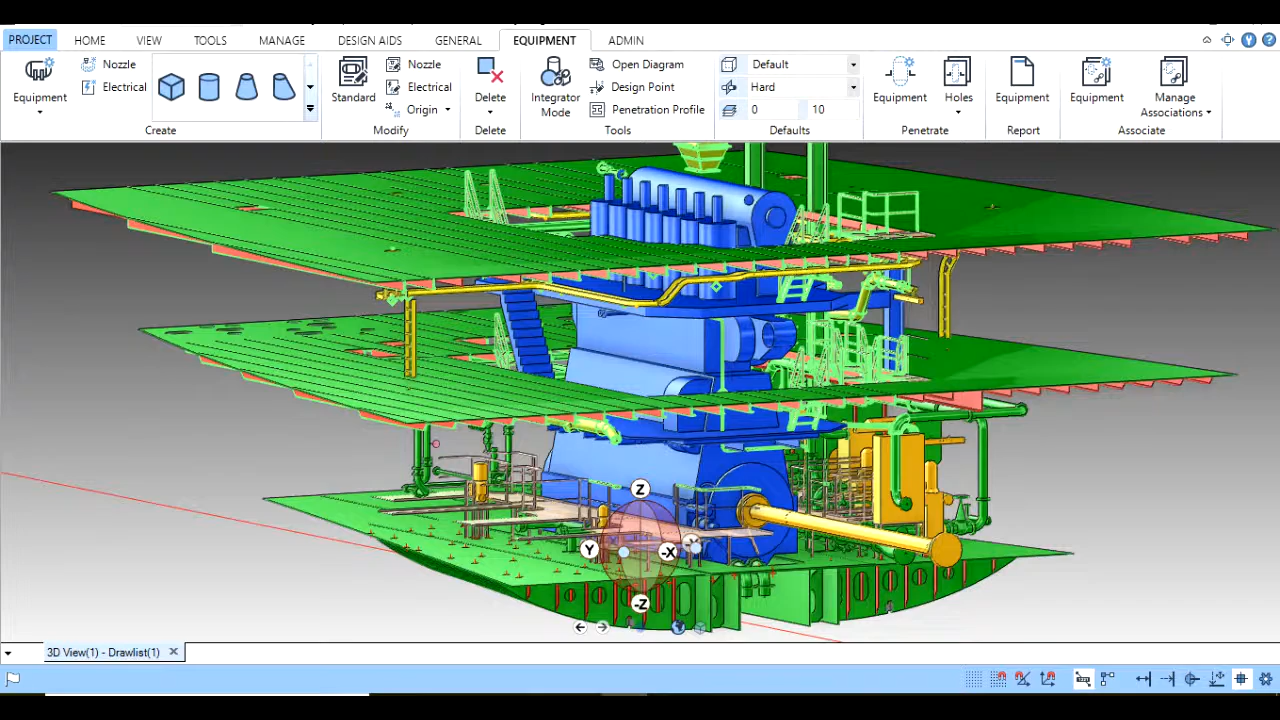 PROJECT HOME VIEW TOOLS MANAGE DESIGN AIDS GENERAL EQUIPMENT ADMIN
Nozzle Nozzle Open Diagram Default
Electrical Electrical Design Point Hard
Equipment Standard Origin Delete Integrator Mode Penetration Profile 0 10 Equipment Holes Equipment Equipment Manage Associations
Create Modify Delete Tools Defaults Penetrate Report Associate
Z
Y -X
-Z
3D View(1) - Drawlist(1)